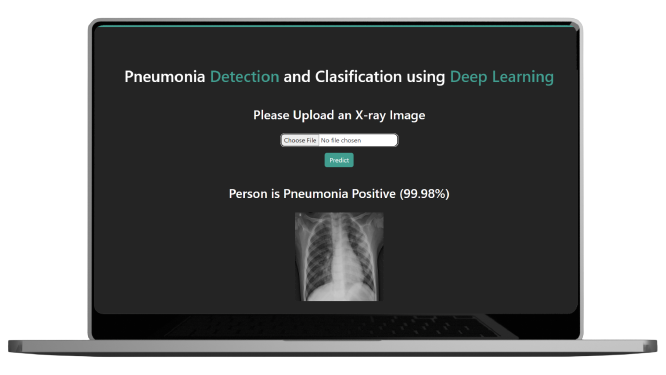 Pneumonia Detection and Clasification using Deep Learning
Please Upload an X-ray Image
Choose File No file chosen
Predict
Person is Pneumonia Positive (99.98%)